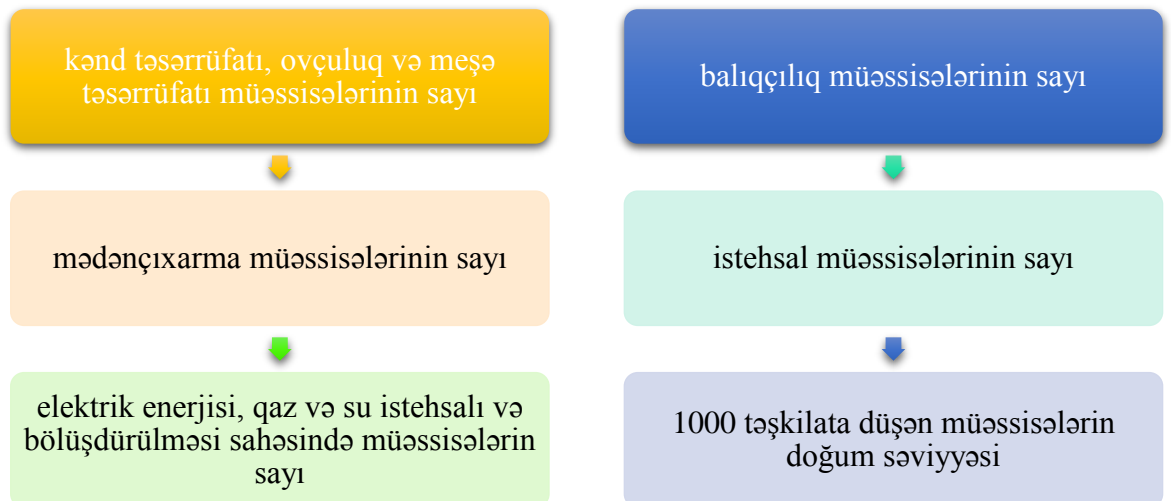 kənd təsərrüfatı, ovçuluq və meşə
təsərrüfatı müəssisələrinin sayı
mədənçıxarma müəssisələrinin sayı
elektrik enerjisi, qaz və su istehsalı və
bölüşdürülməsi sahəsində müəssisələrin
sayı
balıqçılıq müəssisələrinin sayı
istehsal müəssisələrinin sayı
1000 təşkilata düşən müəssisələrin
doğum səviyyəsi